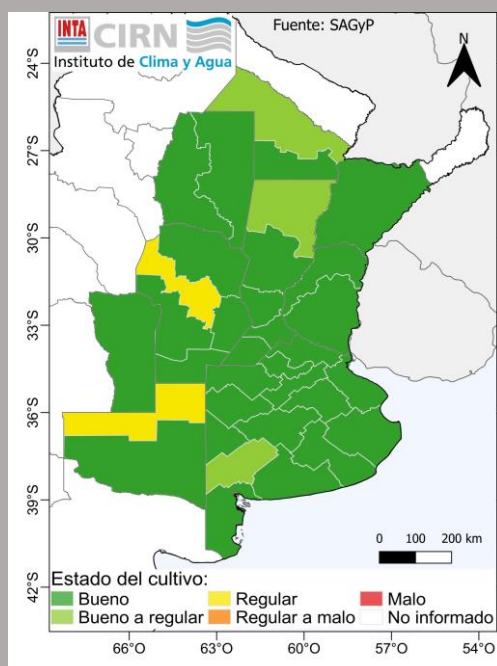 INTA CIRN
Instituto de Clima y Agua
Fuente: SAGyP
N
24°S
27°S
30°S
33°S
36°S
39°S
42°S
0 100 200 km
Estado del cultivo:
Bueno Regular Malo
Bueno a regular Regular a malo No informado
66°O 63°O 60°O 57°O 54°O